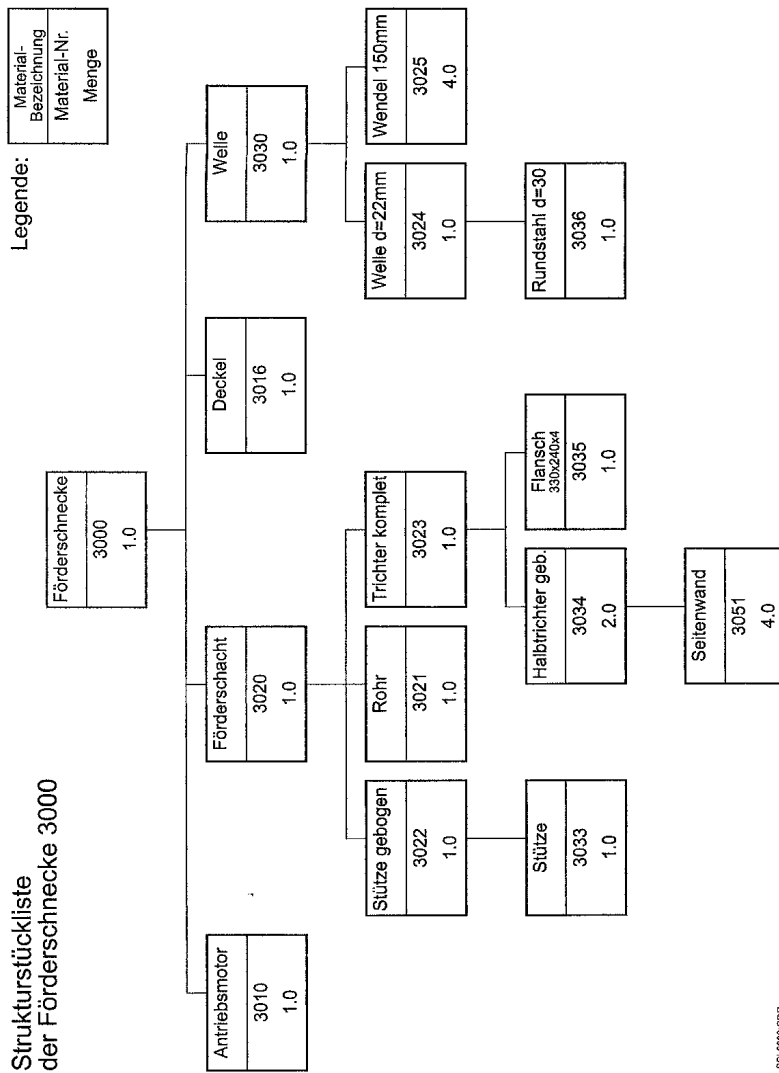 Strukturstückliste
der Förderschnecke 3000
Legende:
Material-
Bezeichnung
Material-Nr.
Menge
Förderschnecke
3000
1.0
Antriebsmotor
3010
1.0
Förderschacht
3020
1.0
Deckel
3016
1.0
Welle
3030
1.0
Stütze gebogen
3022
1.0
Rohr
3021
1.0
Trichter komplet
3023
1.0
Welle d=22mm
3024
1.0
Wendel 150mm
3025
4.0
Stütze
3033
1.0
Halbtrichter geb.
3034
2.0
Flansch
330x240x4
3035
1.0
Rundstahl d=30
3036
1.0
Seitenwand
3051
4.0